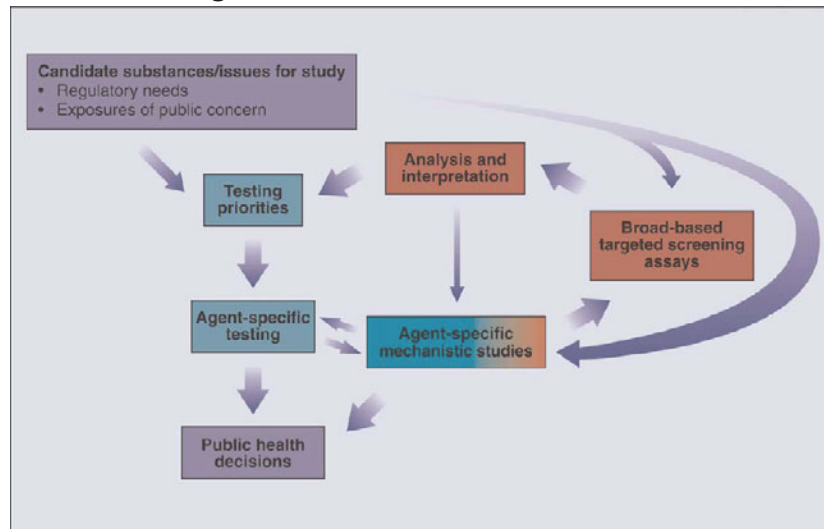 Candidate substances/issues for study
• Regulatory needs
• Exposures of public concern
Analysis and
interpretation
Testing
priorities
Broad-based
targeted screening
assays
Agent-specific
testing
Agent-specific
mechanistic studies
Public health
decisions